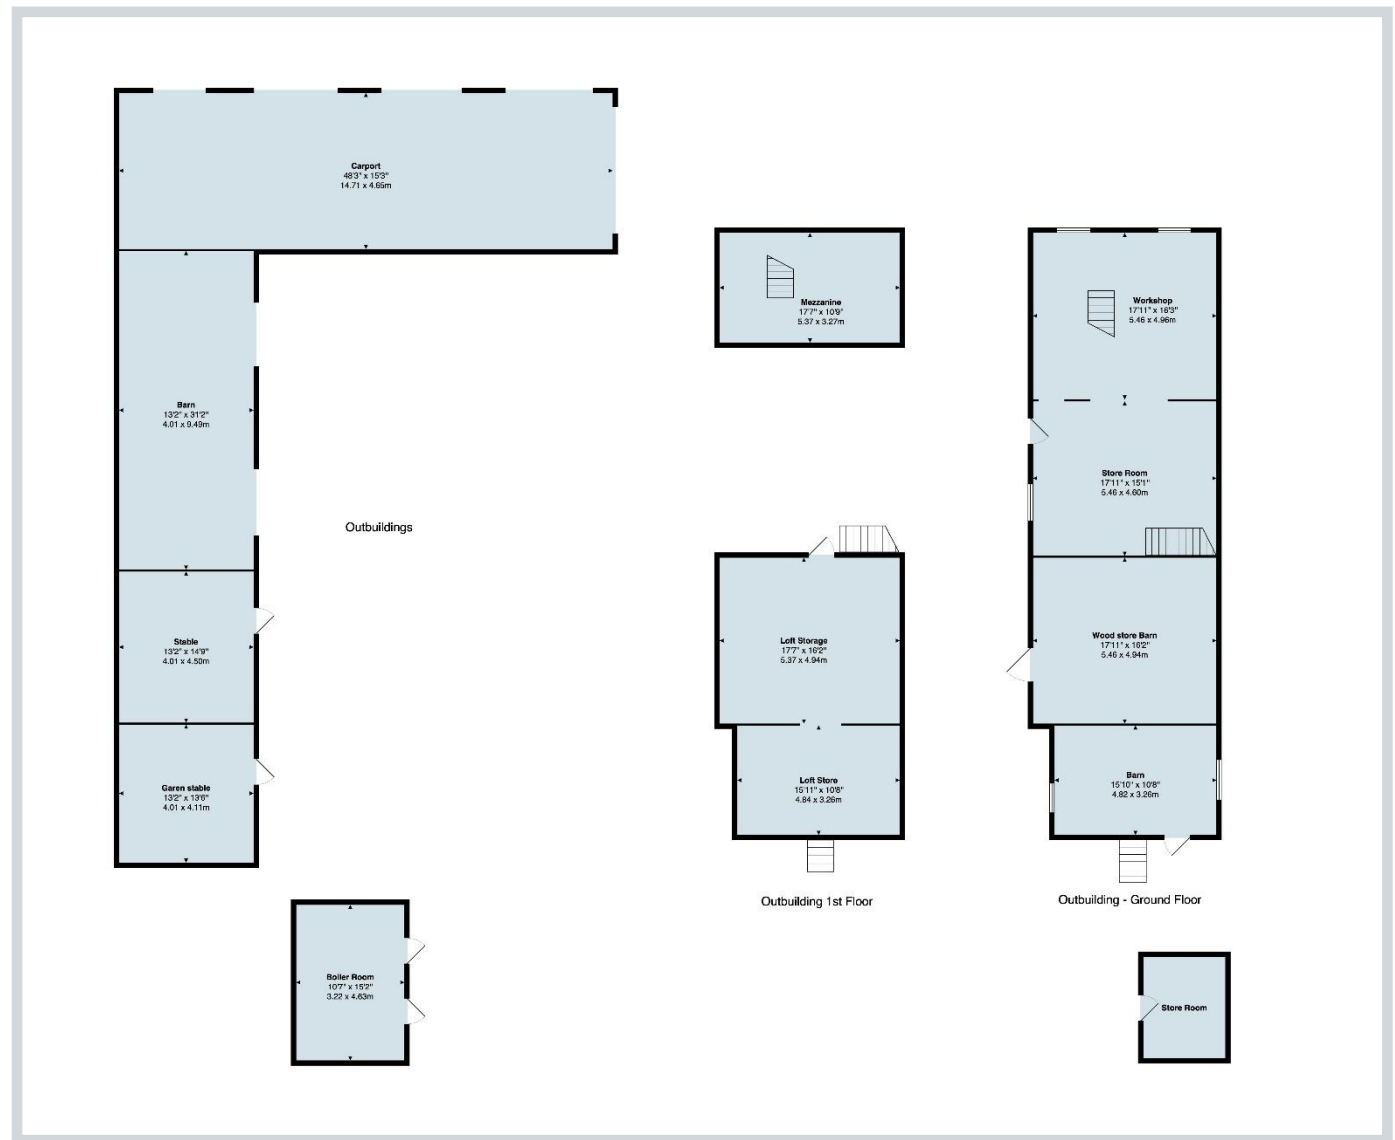 Carport
48'3" x 15'3"
14.71 x 4.65m
Barn
13'2" x 31'2"
4.01 x 9.49m
Outbuildings
Stable
13'2" x 14'9"
4.01 x 4.50m
Garen stable
13'2" x 13'6"
4.01 x 4.11m
Boiler Room
10'7" x 15'2"
3.22 x 4.63m
Mezzanine
17'7" x 10'9"
5.37 x 3.27m
Loft Storage
17'7" x 16'2"
5.37 x 4.94m
Loft Store
15'11" x 10'8"
4.84 x 3.26m
Outbuilding 1st Floor
Workshop
17'11" x 16'3"
5.46 x 4.96m
Store Room
17'11" x 15'1"
5.46 x 4.60m
Wood store Barn
17'11" x 16'2"
5.46 x 4.94m
Barn
15'10" x 10'8"
4.82 x 3.26m
Outbuilding - Ground Floor
Store Room